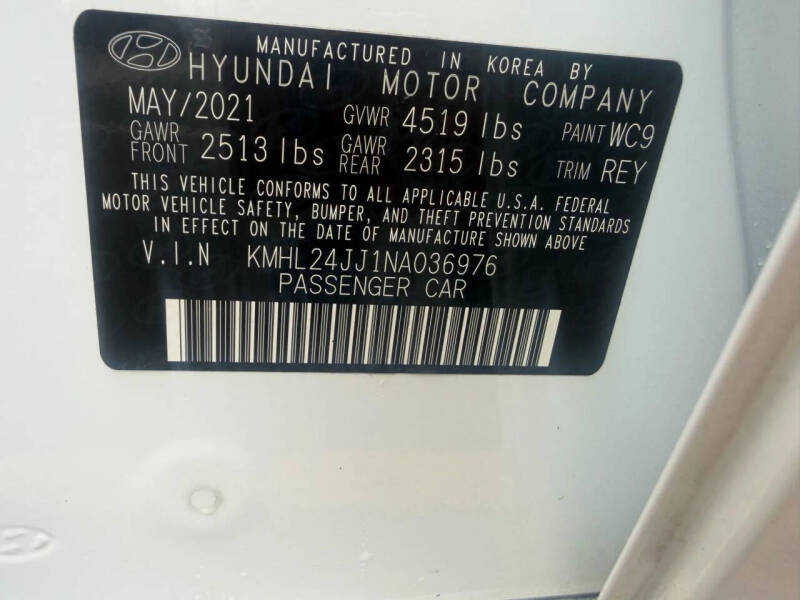 MANUFACTURED IN KOREA BY
HYUNDAI MOTOR COMPANY
MAY/2021 GVWR 4519 lbs PAINT WC9
GAWR FRONT 2513 lbs GAWR REAR 2315 lbs TRIM REY
THIS VEHICLE CONFORMS TO ALL APPLICABLE U.S.A. FEDERAL
MOTOR VEHICLE SAFETY, BUMPER, AND THEFT PREVENTION STANDARDS
IN EFFECT ON THE DATE OF MANUFACTURE SHOWN ABOVE
V.I.N KMHL24JJ1NA036976
PASSENGER CAR